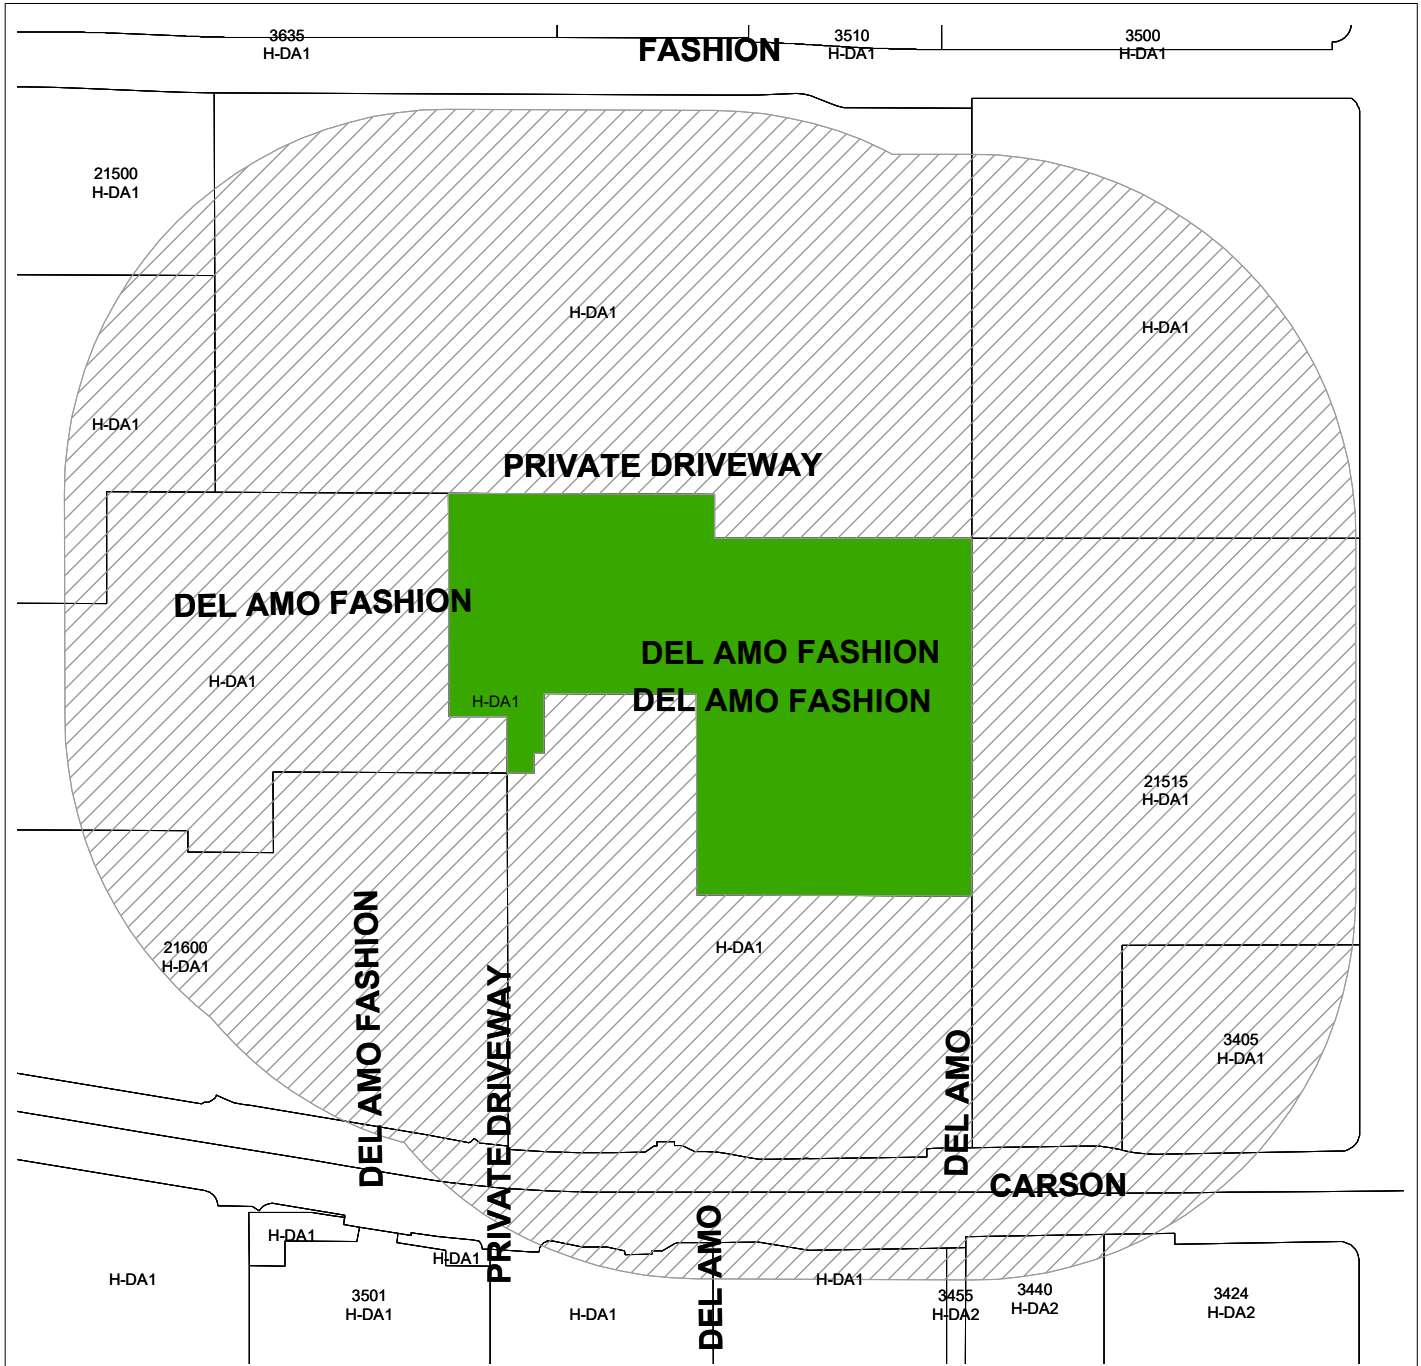 3635
H-DA1
FASHION
3510
H-DA1
3500
H-DA1
21500
H-DA1
H-DA1
H-DA1
H-DA1
PRIVATE DRIVEWAY
DEL AMO FASHION
DEL AMO FASHION
H-DA1
H-DA1
DEL AMO FASHION
21515
H-DA1
DEL AMO FASHION
21600
H-DA1
H-DA1
PRIVATE DRIVEWAY
DEL AMO
3405
H-DA1
CARSON
DEL AMO
H-DA1
H-DA1
H-DA1
3501
H-DA1
H-DA1
H-DA1
3455
H-DA2
3440
H-DA2
3424
H-DA2